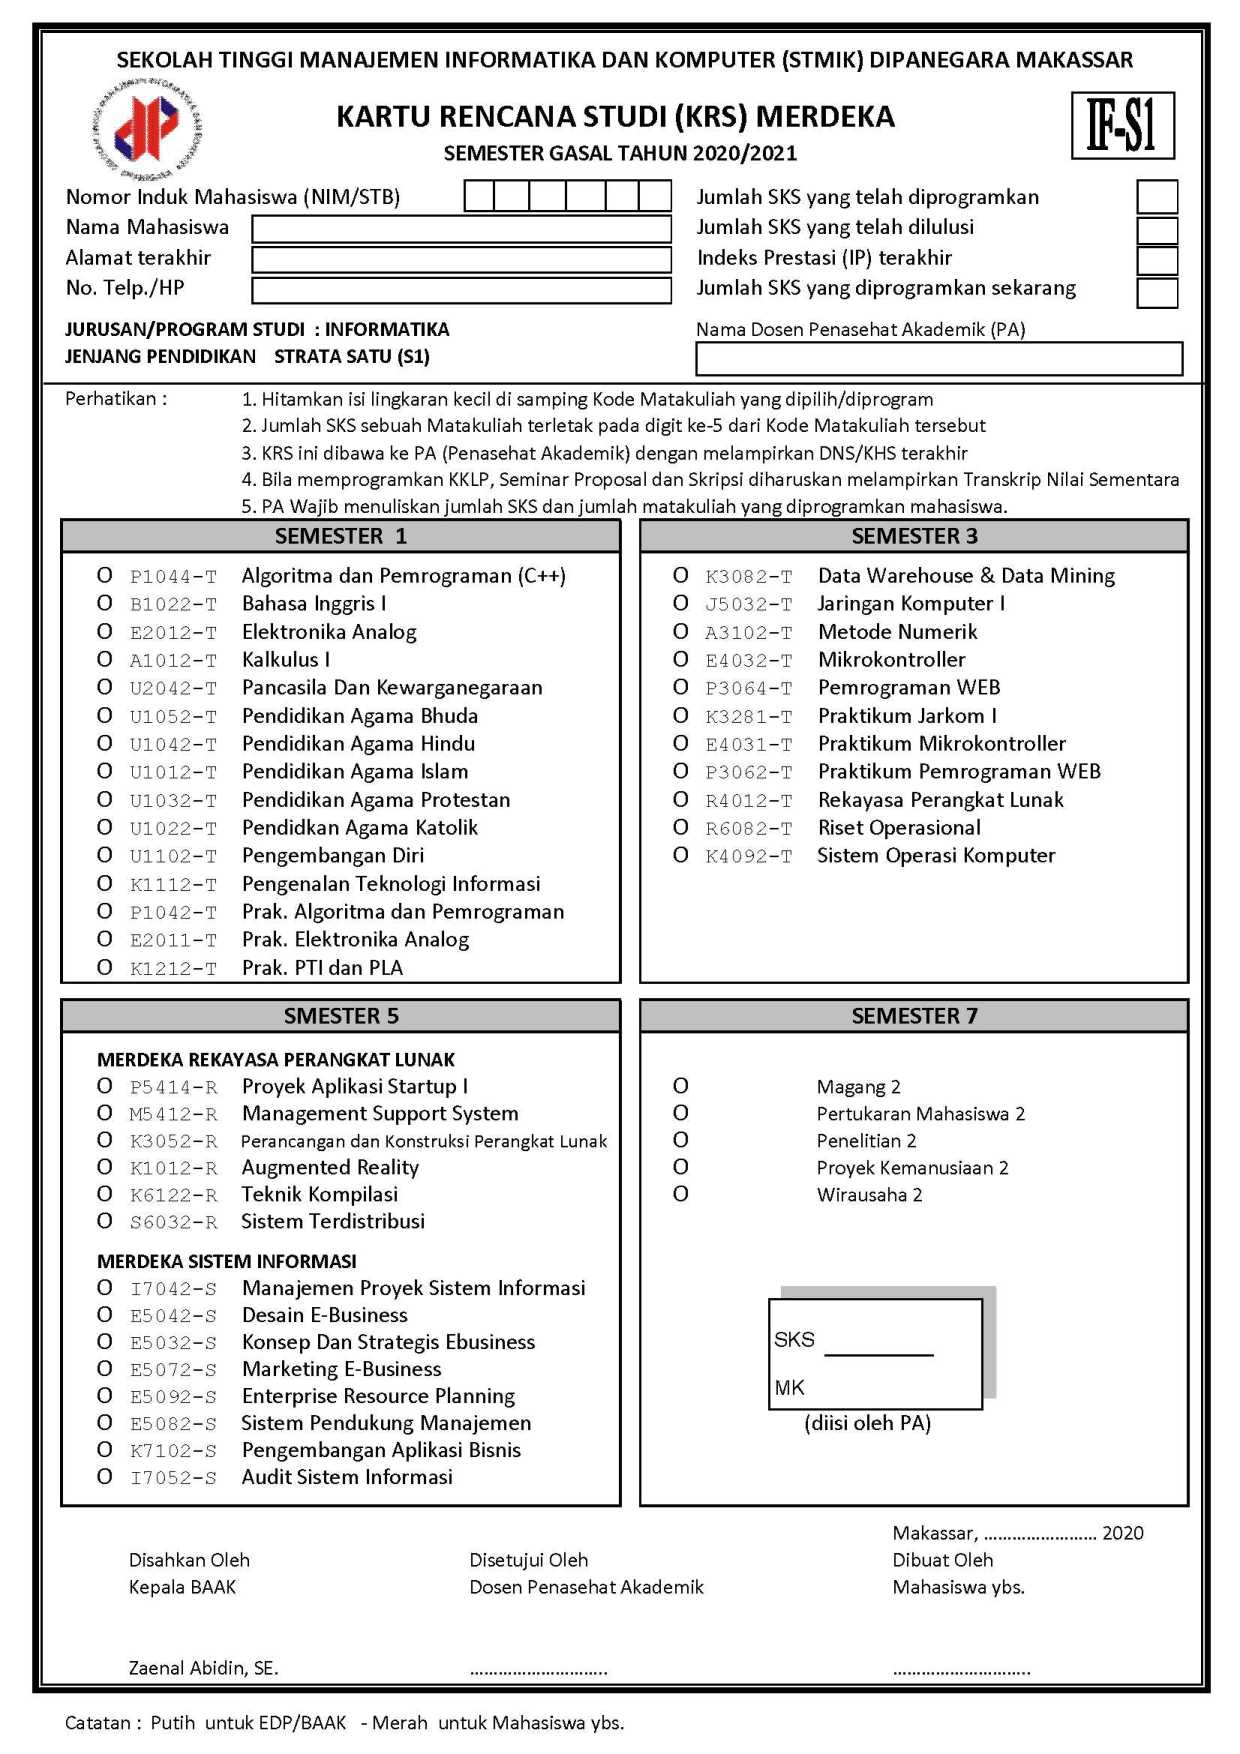 SEKOLAH TINGGI MANAJEMEN INFORMATIKA DAN KOMPUTER (STMIK) DIPANEGARA MAKASSAR
KARTU RENCANA STUDI (KRS) MERDEKA
IF-S1
SEMESTER GASAL TAHUN 2020/2021
Nomor Induk Mahasiswa (NIM/STB)
Jumlah SKS yang telah diprogramkan
Nama Mahasiswa
Jumlah SKS yang telah dilulusi
Alamat terakhir
Indeks Prestasi (IP) terakhir
No. Telp./HP
Jumlah SKS yang diprogramkan sekarang
JURUSAN/PROGRAM STUDI : INFORMATIKA
Nama Dosen Penasehat Akademik (PA)
JENJANG PENDIDIKAN STRATA SATU (S1)
Perhatikan : 1. Hitamkan isi lingkaran kecil di samping Kode Matakuliah yang dipilih/diprogram
2. Jumlah SKS sebuah Matakuliah terletak pada digit ke-5 dari Kode Matakuliah tersebut
3. KRS ini dibawa ke PA (Penasehat Akademik) dengan melampirkan DNS/KHS terakhir
4. Bila memprogramkan KKLP, Seminar Proposal dan Skripsi diharuskan melampirkan Transkrip Nilai Sementara
5. PA Wajib menuliskan jumlah SKS dan jumlah matakuliah yang diprogramkan mahasiswa.
SEMESTER 1
O P1044-T Algoritma dan Pemrograman (C++)
O B1022-T Bahasa Inggris I
O E2012-T Elektronika Analog
O A1012-T Kalkulus I
O U2042-T Pancasila Dan Kewarganegaraan
O U1052-T Pendidikan Agama Bhuda
O U1042-T Pendidikan Agama Hindu
O U1012-T Pendidikan Agama Islam
O U1032-T Pendidikan Agama Protestan
O U1022-T Pendidkan Agama Katolik
O U1102-T Pengembangan Diri
O K1112-T Pengenalan Teknologi Informasi
O P1042-T Prak. Algoritma dan Pemrograman
O E2011-T Prak. Elektronika Analog
O K1212-T Prak. PTI dan PLA
SEMESTER 3
O K3082-T Data Warehouse & Data Mining
O J5032-T Jaringan Komputer I
O A3102-T Metode Numerik
O E4032-T Mikrokontroller
O P3064-T Pemrograman WEB
O K3281-T Praktikum Jarkom I
O E4031-T Praktikum Mikrokontroller
O P3062-T Praktikum Pemrograman WEB
O R4012-T Rekayasa Perangkat Lunak
O R6082-T Riset Operasional
O K4092-T Sistem Operasi Komputer
SMESTER 5
MERDEKA REKAYASA PERANGKAT LUNAK
O P5414-R Proyek Aplikasi Startup I
O M5412-R Management Support System
O K3052-R Perancangan dan Konstruksi Perangkat Lunak
O K1012-R Augmented Reality
O K6122-R Teknik Kompilasi
O S6032-R Sistem Terdistribusi
MERDEKA SISTEM INFORMASI
O I7042-S Manajemen Proyek Sistem Informasi
O E5042-S Desain E-Business
O E5032-S Konsep Dan Strategis Ebusiness
O E5072-S Marketing E-Business
O E5092-S Enterprise Resource Planning
O E5082-S Sistem Pendukung Manajemen
O K7102-S Pengembangan Aplikasi Bisnis
O I7052-S Audit Sistem Informasi
SEMESTER 7
O Magang 2
O Pertukaran Mahasiswa 2
O Penelitian 2
O Proyek Kemanusiaan 2
O Wirausaha 2
SKS ________
MK
(diisi oleh PA)
Makassar, ........................ 2020
Disahkan Oleh Disetujui Oleh Dibuat Oleh
Kepala BAAK Dosen Penasehat Akademik Mahasiswa ybs.
Zaenal Abidin, SE. ............................. .............................
Catatan : Putih untuk EDP/BAAK - Merah untuk Mahasiswa ybs.